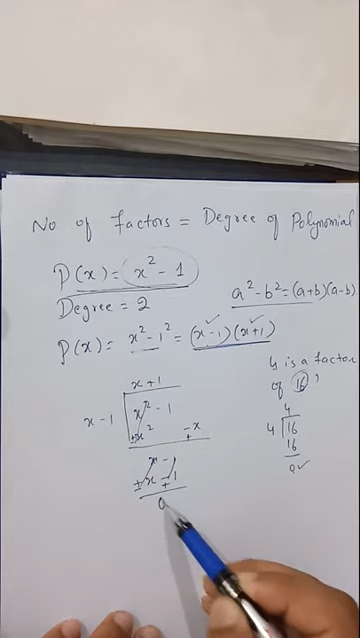 No. of factors = Degree of Polynomial
P(x) = x² - 1
Degree = 2
a² - b² = (a+b)(a-b)
P(x) = x² - 1² = (x-1)(x+1)
x+1
x - 1 | x² - 1
± x² ∓ x
x - 1
± x ∓ 1
0
4 is a factor
of 16 ?
4
4 | 16
16
0 ✓